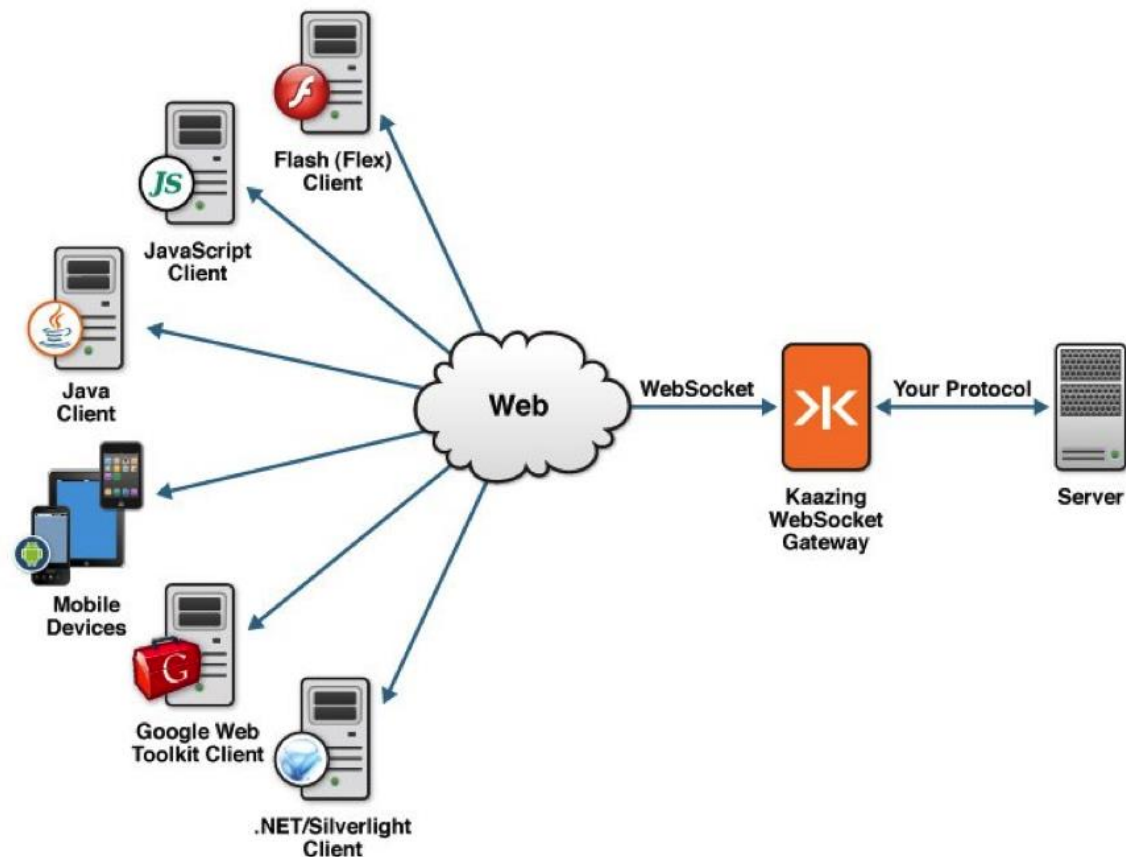 Flash (Flex)
Client
JS
JavaScript
Client
Java
Client
Web
WebSocket
Your Protocol
Kaazing
WebSocket
Gateway
Server
Mobile
Devices
G
Google Web
Toolkit Client
.NET/Silverlight
Client